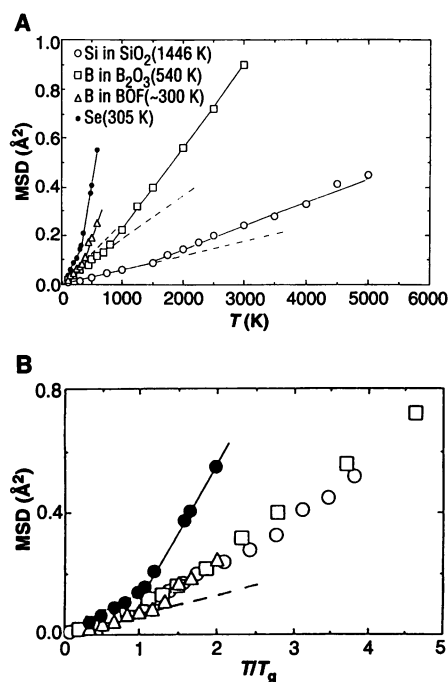 A
1.0
0.8
0.6
0.4
0.2
0.0
MSD (Å²)
○ Si in SiO₂(1446 K)
□ B in B₂O₃(540 K)
△ B in BOF(~300 K)
● Se(305 K)
0 1000 2000 3000 4000 5000 6000
T (K)
B
0.8
0.4
0.0
MSD (Å²)
0 1 2 3 4 5
T/Tg